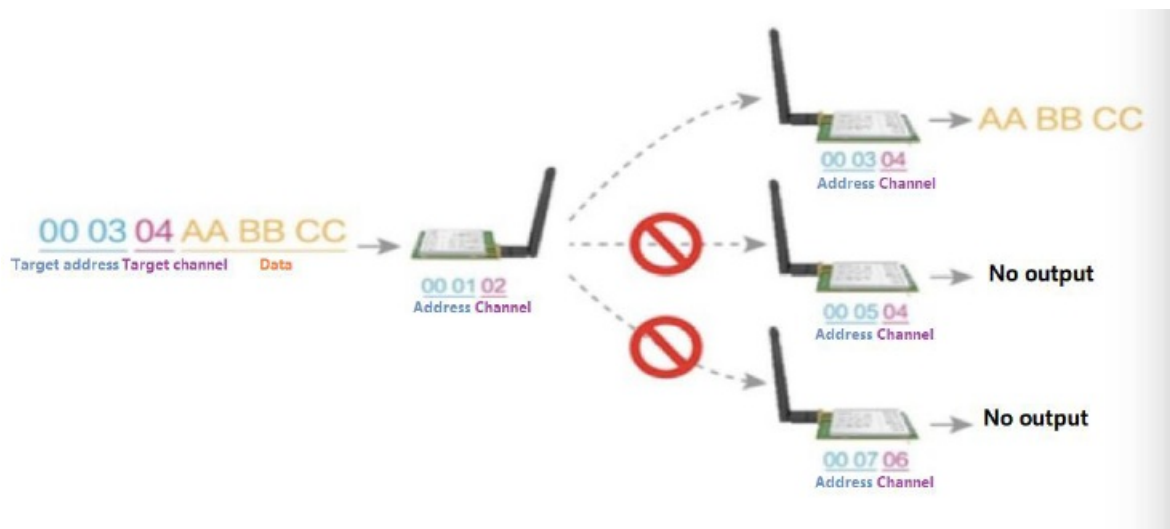 00 03 04 AA BB CC
Target address Target channel Data
00 01 02
Address Channel
AA BB CC
00 03 04
Address Channel
No output
00 05 04
Address Channel
No output
00 07 06
Address Channel